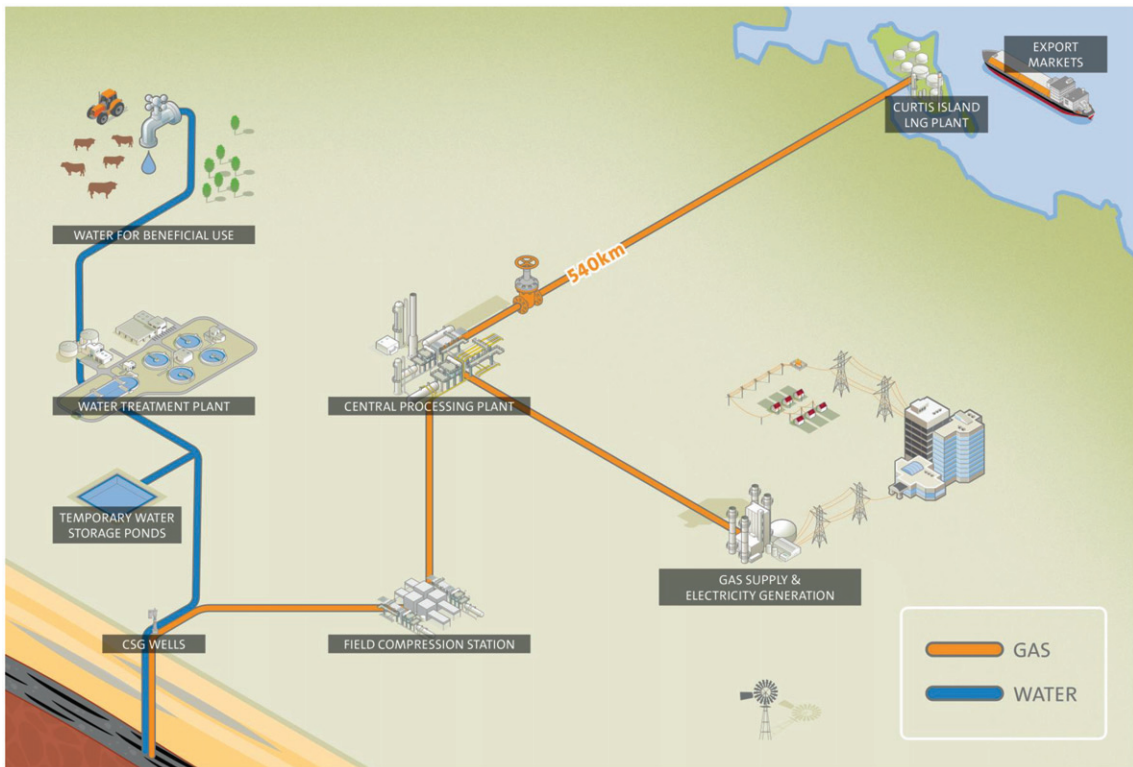 EXPORT
MARKETS
CURTIS ISLAND
LNG PLANT
WATER FOR BENEFICIAL USE
540km
WATER TREATMENT PLANT
CENTRAL PROCESSING PLANT
TEMPORARY WATER
STORAGE PONDS
GAS SUPPLY &
ELECTRICITY GENERATION
CSG WELLS
FIELD COMPRESSION STATION
GAS
WATER